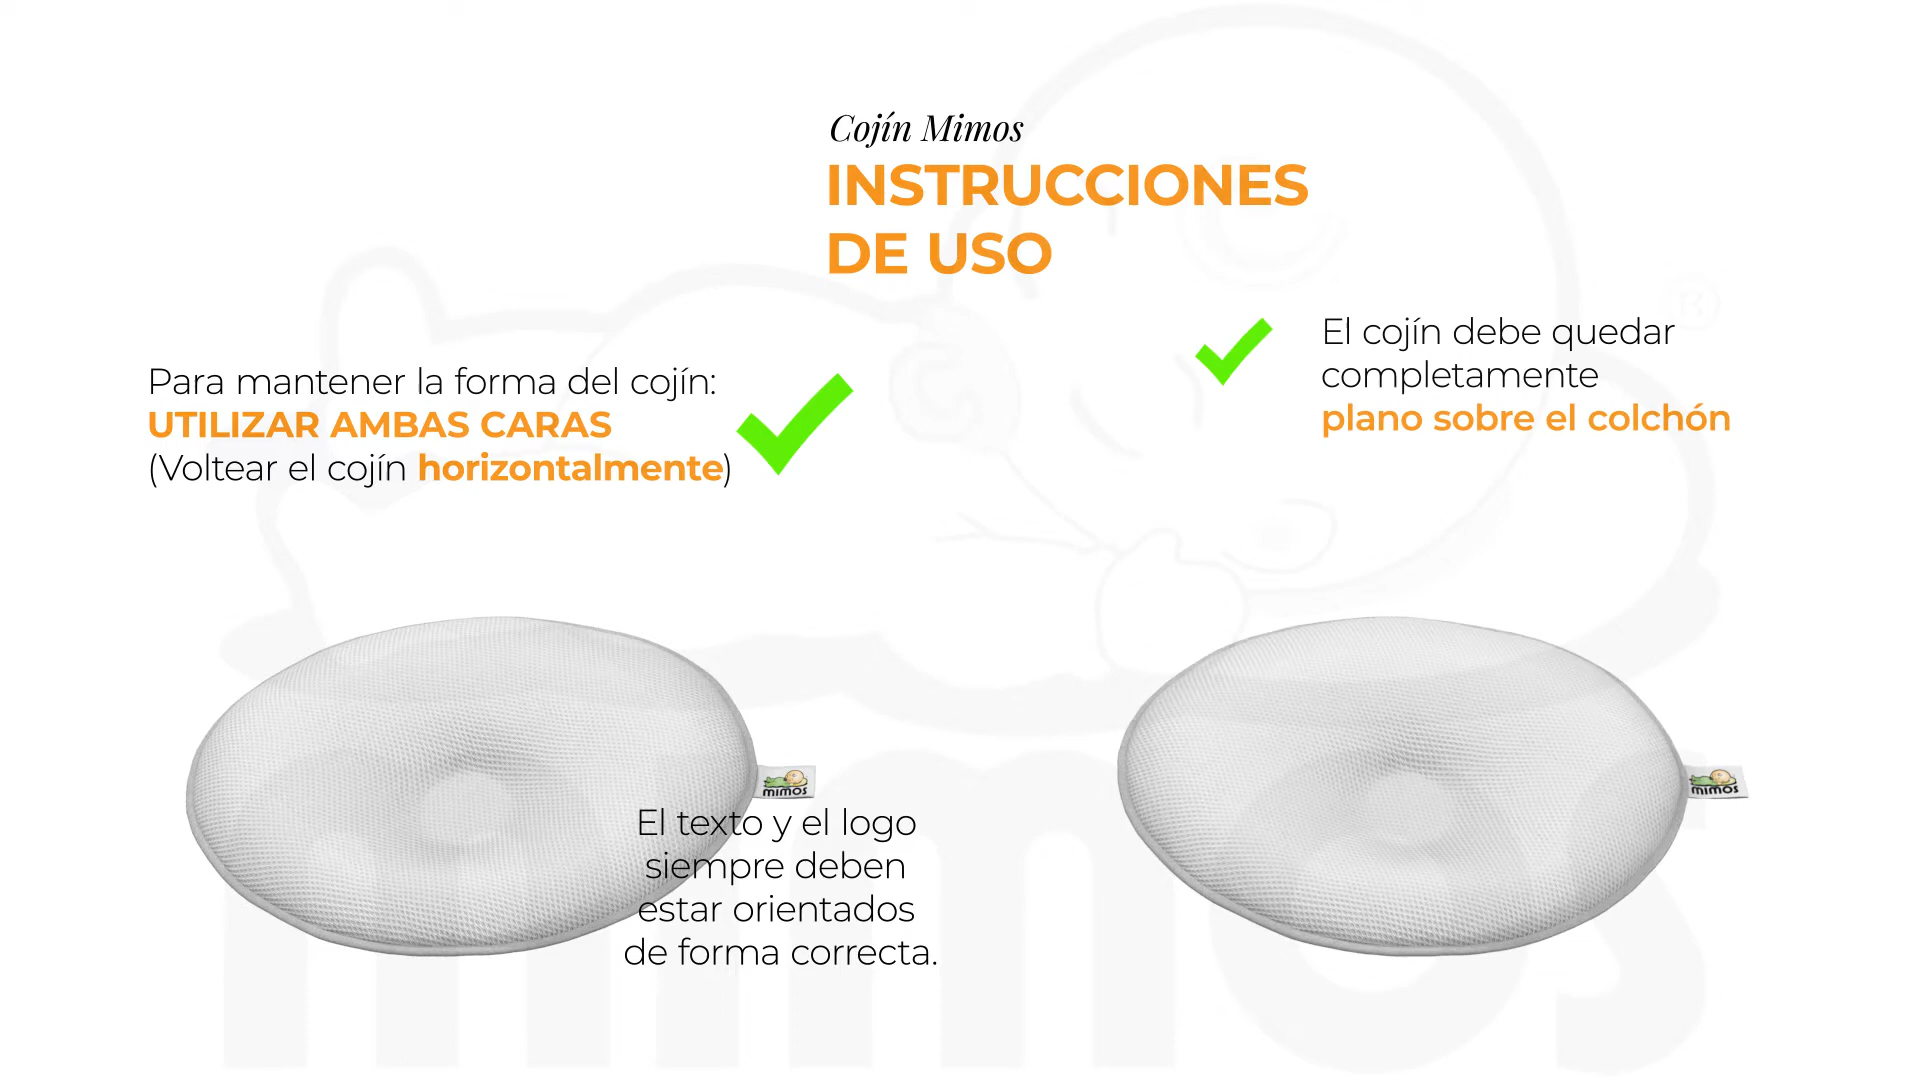 Cojín Mimos
INSTRUCCIONES
DE USO
Para mantener la forma del cojín:
UTILIZAR AMBAS CARAS
(Voltear el cojín horizontalmente)
El cojín debe quedar
completamente
plano sobre el colchón
mimos
El texto y el logo
siempre deben
estar orientados
de forma correcta.
mimos
mimos
®